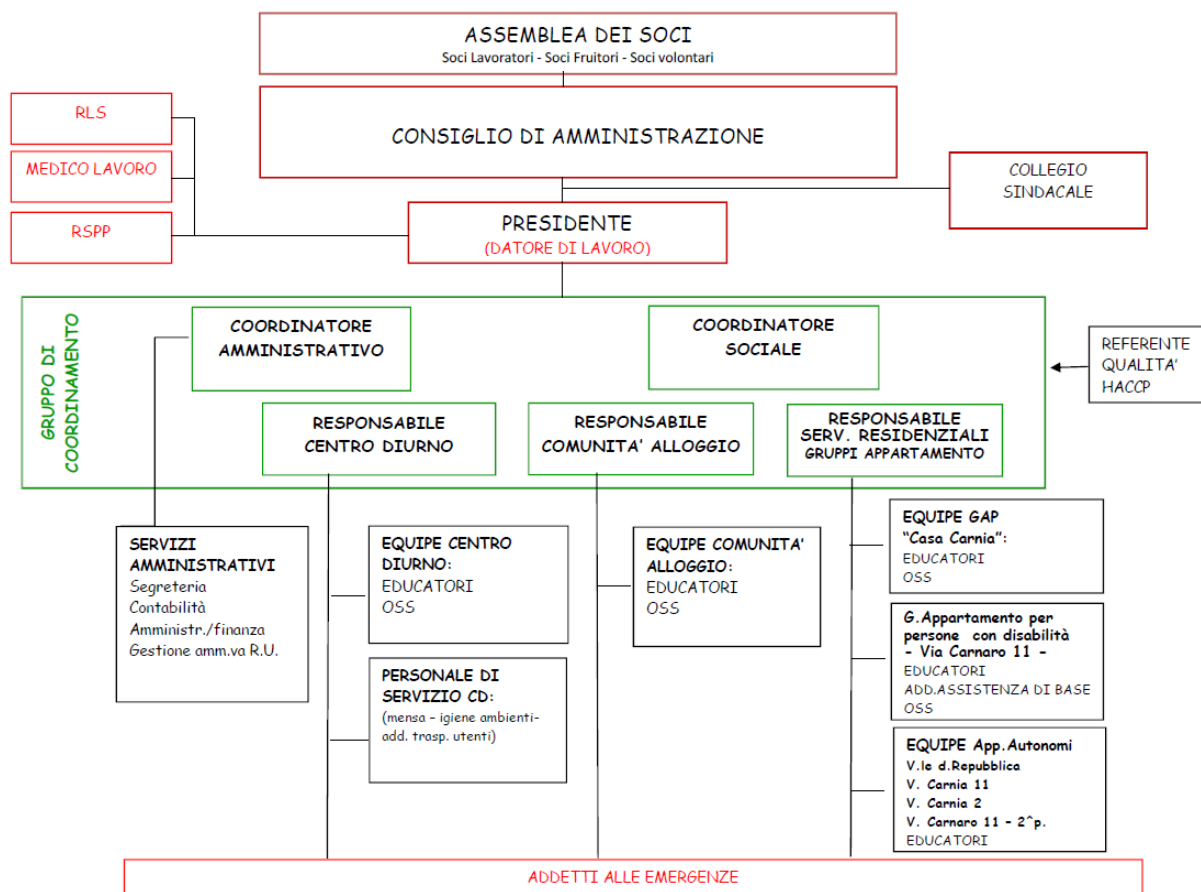 ASSEMBLEA DEI SOCI
Soci Lavoratori - Soci Fruitori - Soci volontari
RLS
CONSIGLIO DI AMMINISTRAZIONE
MEDICO LAVORO
COLLEGIO
SINDACALE
RSPP
PRESIDENTE
(DATORE DI LAVORO)
GRUPPO DI
COORDINAMENTO
COORDINATORE
AMMINISTRATIVO
COORDINATORE
SOCIALE
REFERENTE
QUALITA'
HACCP
RESPONSABILE
CENTRO DIURNO
RESPONSABILE
COMUNITA' ALLOGGIO
RESPONSABILE
SERV. RESIDENZIALI
GRUPPI APPARTAMENTO
SERVIZI
AMMINISTRATIVI
Segreteria
Contabilità
Amministr./finanza
Gestione amm.va R.U.
EQUIPE CENTRO
DIURNO:
EDUCATORI
OSS
EQUIPE COMUNITA'
ALLOGGIO:
EDUCATORI
OSS
EQUIPE GAP
"Casa Carnia":
EDUCATORI
OSS
PERSONALE DI
SERVIZIO CD:
(mensa – igiene ambienti-
add. trasp. utenti)
G.Appartamento per
persone con disabilità
- Via Carnaro 11 -
EDUCATORI
ADD.ASSISTENZA DI BASE
OSS
EQUIPE App.Autonomi
V.le d.Repubblica
V. Carnia 11
V. Carnia 2
V. Carnaro 11 – 2^p.
EDUCATORI
ADDETTI ALLE EMERGENZE